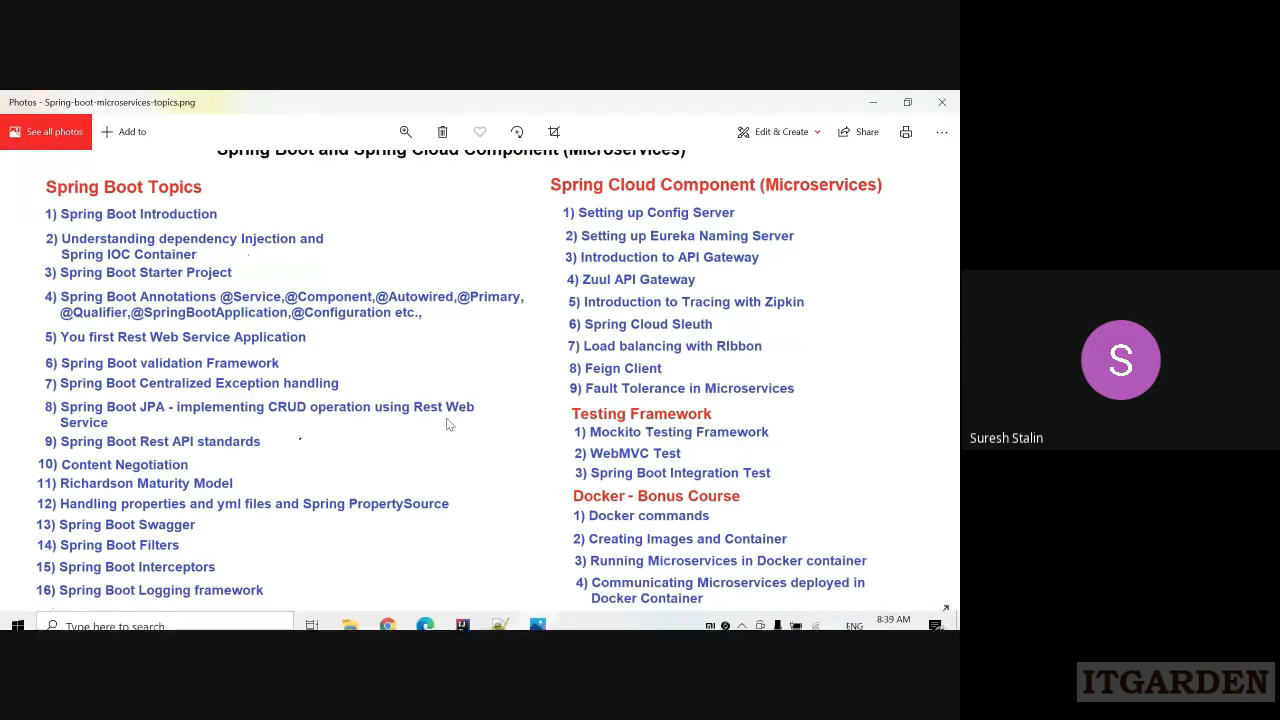 Photos - Spring-boot-microservices-topics.png
See all photos
Add to
Edit & Create
Share
Spring Boot and Spring Cloud Component (Microservices)
Spring Boot Topics
1) Spring Boot Introduction
2) Understanding dependency Injection and
Spring IOC Container
3) Spring Boot Starter Project
4) Spring Boot Annotations @Service,@Component,@Autowired,@Primary,
@Qualifier,@SpringBootApplication,@Configuration etc.,
5) You first Rest Web Service Application
6) Spring Boot validation Framework
7) Spring Boot Centralized Exception handling
8) Spring Boot JPA - implementing CRUD operation using Rest Web
Service
9) Spring Boot Rest API standards
10) Content Negotiation
11) Richardson Maturity Model
12) Handling properties and yml files and Spring PropertySource
13) Spring Boot Swagger
14) Spring Boot Filters
15) Spring Boot Interceptors
16) Spring Boot Logging framework
Spring Cloud Component (Microservices)
1) Setting up Config Server
2) Setting up Eureka Naming Server
3) Introduction to API Gateway
4) Zuul API Gateway
5) Introduction to Tracing with Zipkin
6) Spring Cloud Sleuth
7) Load balancing with RIbbon
8) Feign Client
9) Fault Tolerance in Microservices
Testing Framework
1) Mockito Testing Framework
2) WebMVC Test
3) Spring Boot Integration Test
Docker - Bonus Course
1) Docker commands
2) Creating Images and Container
3) Running Microservices in Docker container
4) Communicating Microservices deployed in
Docker Container
Type here to search
ENG
8:39 AM
S
Suresh Stalin
ITGARDEN